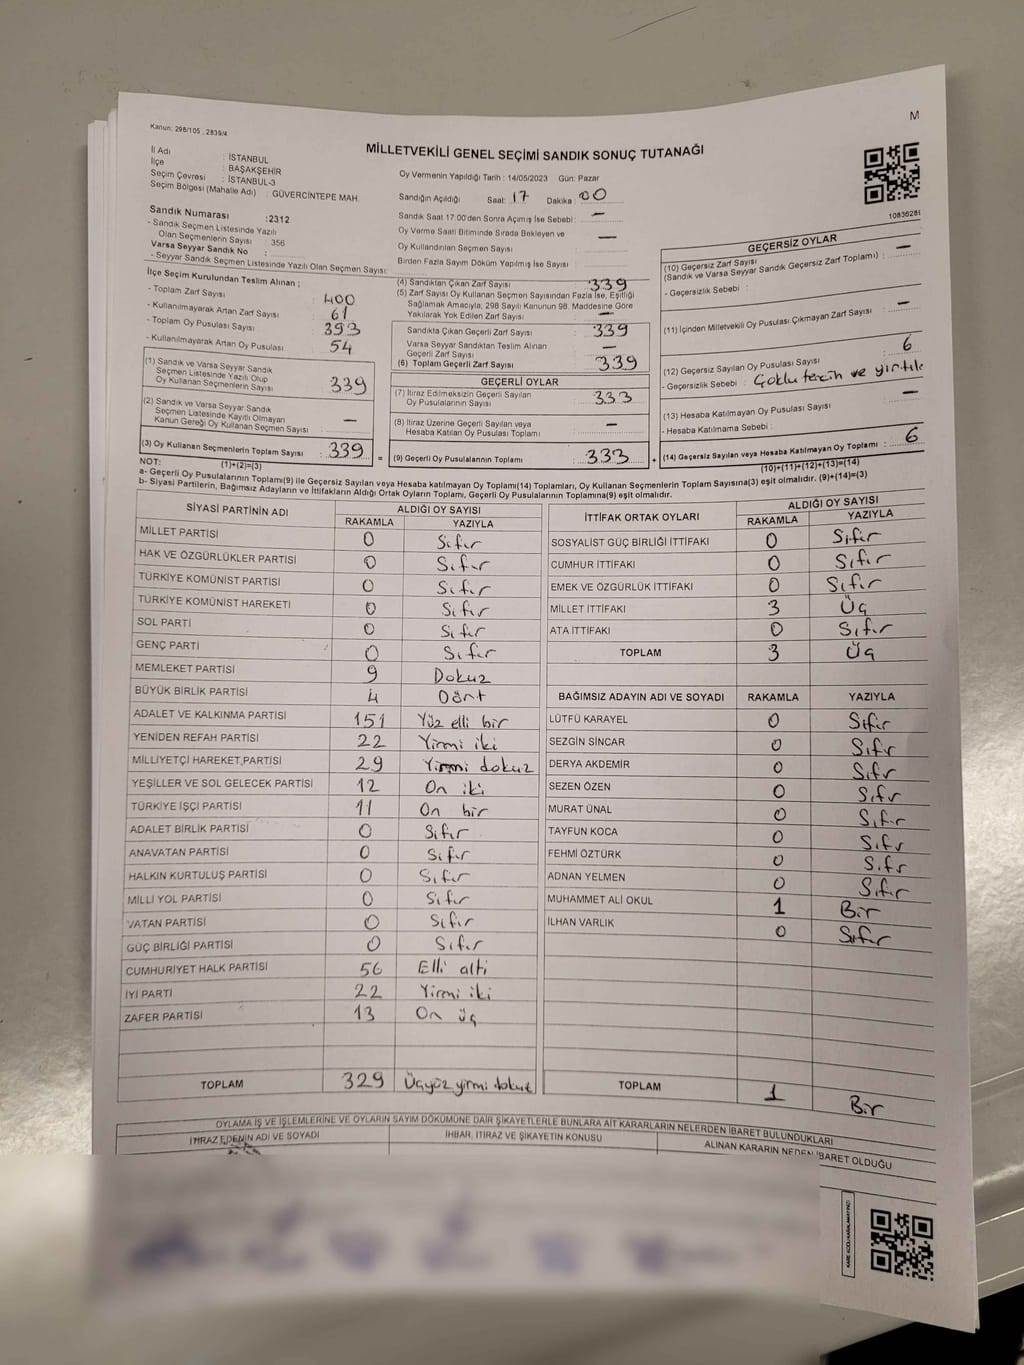 Kanun: 298/105 , 2839/4
M
MİLLETVEKİLİ GENEL SEÇİMİ SANDIK SONUÇ TUTANAĞI
İl Adı : İSTANBUL
İlçe : BAŞAKŞEHİR
Seçim Çevresi : İSTANBUL-3
Seçim Bölgesi (Mahalle Adı) : GÜVERCİNTEPE MAH.
Sandık Numarası :2312
- Sandık Seçmen Listesinde Yazılı
Olan Seçmenlerin Sayısı : 356
Varsa Seyyar Sandık No :
- Seyyar Sandık Seçmen Listesinde Yazılı Olan Seçmen Sayısı:
Oy Vermenin Yapıldığı Tarih : 14/05/2023 Gün: Pazar
Sandığın Açıldığı Saat: 17 Dakika: 00
Sandık Saat 17:00'den Sonra Açımış İse Sebebi : —
Oy Verme Saati Bitiminde Sırada Bekleyen ve
Oy Kullandırılan Seçmen Sayısı : —
Birden Fazla Sayım Döküm Yapılmış İse Sayısı :
İlçe Seçim Kurulundan Teslim Alınan ;
- Toplam Zarf Sayısı : 400
- Kullanılmayarak Artan Zarf Sayısı : 61
- Toplam Oy Pusulası Sayısı : 393
- Kullanılmayarak Artan Oy Pusulası : 54
(1) Sandık ve Varsa Seyyar Sandık
Seçmen Listesinde Yazılı Olup
Oy Kullanan Seçmenlerin Sayısı : 339
(2) Sandık ve Varsa Seyyar Sandık
Seçmen Listesinde Kayıtlı Olmayan
Kanun Gereği Oy Kullanan Seçmen Sayısı : —
(3) Oy Kullanan Seçmenlerin Toplam Sayısı : 339 =
(1)+(2)=(3)
(4) Sandıktan Çıkan Zarf Sayısı : 339
(5) Zarf Sayısı Oy Kullanan Seçmen Sayısından Fazla İse, Eşitliği
Sağlamak Amacıyla, 298 Sayılı Kanunun 98. Maddesine Göre
Yakılarak Yok Edilen Zarf Sayısı : —
Sandıkta Çıkan Geçerli Zarf Sayısı : 339
Varsa Seyyar Sandıktan Teslim Alınan
Geçerli Zarf Sayısı : —
(6) Toplam Geçerli Zarf Sayısı : 339
GEÇERLİ OYLAR
(7) İtiraz Edilmeksizin Geçerli Sayılan
Oy Pusulalarının Sayısı : 333
(8) İtiraz Üzerine Geçerli Sayılan veya
Hesaba Katılan Oy Pusulası Toplamı : —
(9) Geçerli Oy Pusulalarının Toplamı : 333 +
GEÇERSİZ OYLAR
(10) Geçersiz Zarf Sayısı
(Sandık ve Varsa Seyyar Sandık Geçersiz Zarf Toplamı) : —
- Geçersizlik Sebebi :
(11) İçinden Milletvekili Oy Pusulası Çıkmayan Zarf Sayısı : —
(12) Geçersiz Sayılan Oy Pusulası Sayısı : 6
- Geçersizlik Sebebi : Çoklu tercih ve
(13) Hesaba Katılmayan Oy Pusulası Sayısı : —
- Hesaba Katılmama Sebebi :
(14) Geçersiz Sayılan veya Hesaba Katılmayan Oy Toplamı : 6
(10)+(11)+(12)+(13)=(14)
NOT:
a- Geçerli Oy Pusulalarının Toplamı(9) ile Geçersiz Sayılan veya Hesaba katılmayan Oy Toplamı(14) Toplamları, Oy Kullanan Seçmenlerin Toplam Sayısına(3) eşit olmalıdır. (9)+(14)=(3)
b- Siyasi Partilerin, Bağımsız Adayların ve İttifakların Aldığı Ortak Oyların Toplamı, Geçerli Oy Pusulalarının Toplamına(9) eşit olmalıdır.
SİYASİ PARTİNİN ADI ALDIĞI OY SAYISI
RAKAMLA YAZIYLA
MİLLET PARTİSİ 0 Sıfır
HAK VE ÖZGÜRLÜKLER PARTİSİ 0 Sıfır
TÜRKİYE KOMÜNİST PARTİSİ 0 Sıfır
TÜRKİYE KOMÜNİST HAREKETİ 0 Sıfır
SOL PARTİ 0 Sıfır
GENÇ PARTİ 0 Sıfır
MEMLEKET PARTİSİ 9 Dokuz
BÜYÜK BİRLİK PARTİSİ 4 Dört
ADALET VE KALKINMA PARTİSİ 151 Yüz elli bir
YENİDEN REFAH PARTİSİ 22 Yirmi iki
MİLLİYETÇİ HAREKET PARTİSİ 29 Yirmi dokuz
YEŞİLLER VE SOL GELECEK PARTİSİ 12 On iki
TÜRKİYE İŞÇİ PARTİSİ 11 On bir
ADALET BİRLİK PARTİSİ 0 Sıfır
ANAVATAN PARTİSİ 0 Sıfır
HALKIN KURTULUŞ PARTİSİ 0 Sıfır
MİLLİ YOL PARTİSİ 0 Sıfır
VATAN PARTİSİ 0 Sıfır
GÜÇ BİRLİĞİ PARTİSİ 0 Sıfır
CUMHURİYET HALK PARTİSİ 56 Elli altı
İYİ PARTİ 22 Yirmi iki
ZAFER PARTİSİ 13 On üç
TOPLAM 329 Üçyüz yirmi dokuz
İTTİFAK ORTAK OYLARI ALDIĞI OY SAYISI
RAKAMLA YAZIYLA
SOSYALİST GÜÇ BİRLİĞİ İTTİFAKI 0 Sıfır
CUMHUR İTTİFAKI 0 Sıfır
EMEK VE ÖZGÜRLÜK İTTİFAKI 0 Sıfır
MİLLET İTTİFAKI 3 Üç
ATA İTTİFAKI 0 Sıfır
TOPLAM 3 Üç
BAĞIMSIZ ADAYIN ADI VE SOYADI RAKAMLA YAZIYLA
LÜTFÜ KARAYEL 0 Sıfır
SEZGİN SİNCAR 0 Sıfır
DERYA AKDEMİR 0 Sıfır
SEZEN ÖZEN 0 Sıfır
MURAT ÜNAL 0 Sıfır
TAYFUN KOCA 0 Sıfır
FEHMİ ÖZTÜRK 0 Sıfır
ADNAN YELMEN 0 Sıfır
MUHAMMET ALİ OKUL 1 Bir
İLHAN VARLIK 0 Sıfır
TOPLAM 1 Bir
OYLAMA İŞ VE İŞLEMLERİNE VE OYLARIN SAYIM DÖKÜMÜNE DAİR ŞİKAYETLERLE BUNLARA AİT KARARLARIN NELERDEN İBARET BULUNDUKLARI
İTİRAZ EDENİN ADI VE SOYADI İHBAR, İTİRAZ VE ŞİKAYETİN KONUSU ALINAN KARARIN NEDEN İBARET OLDUĞU